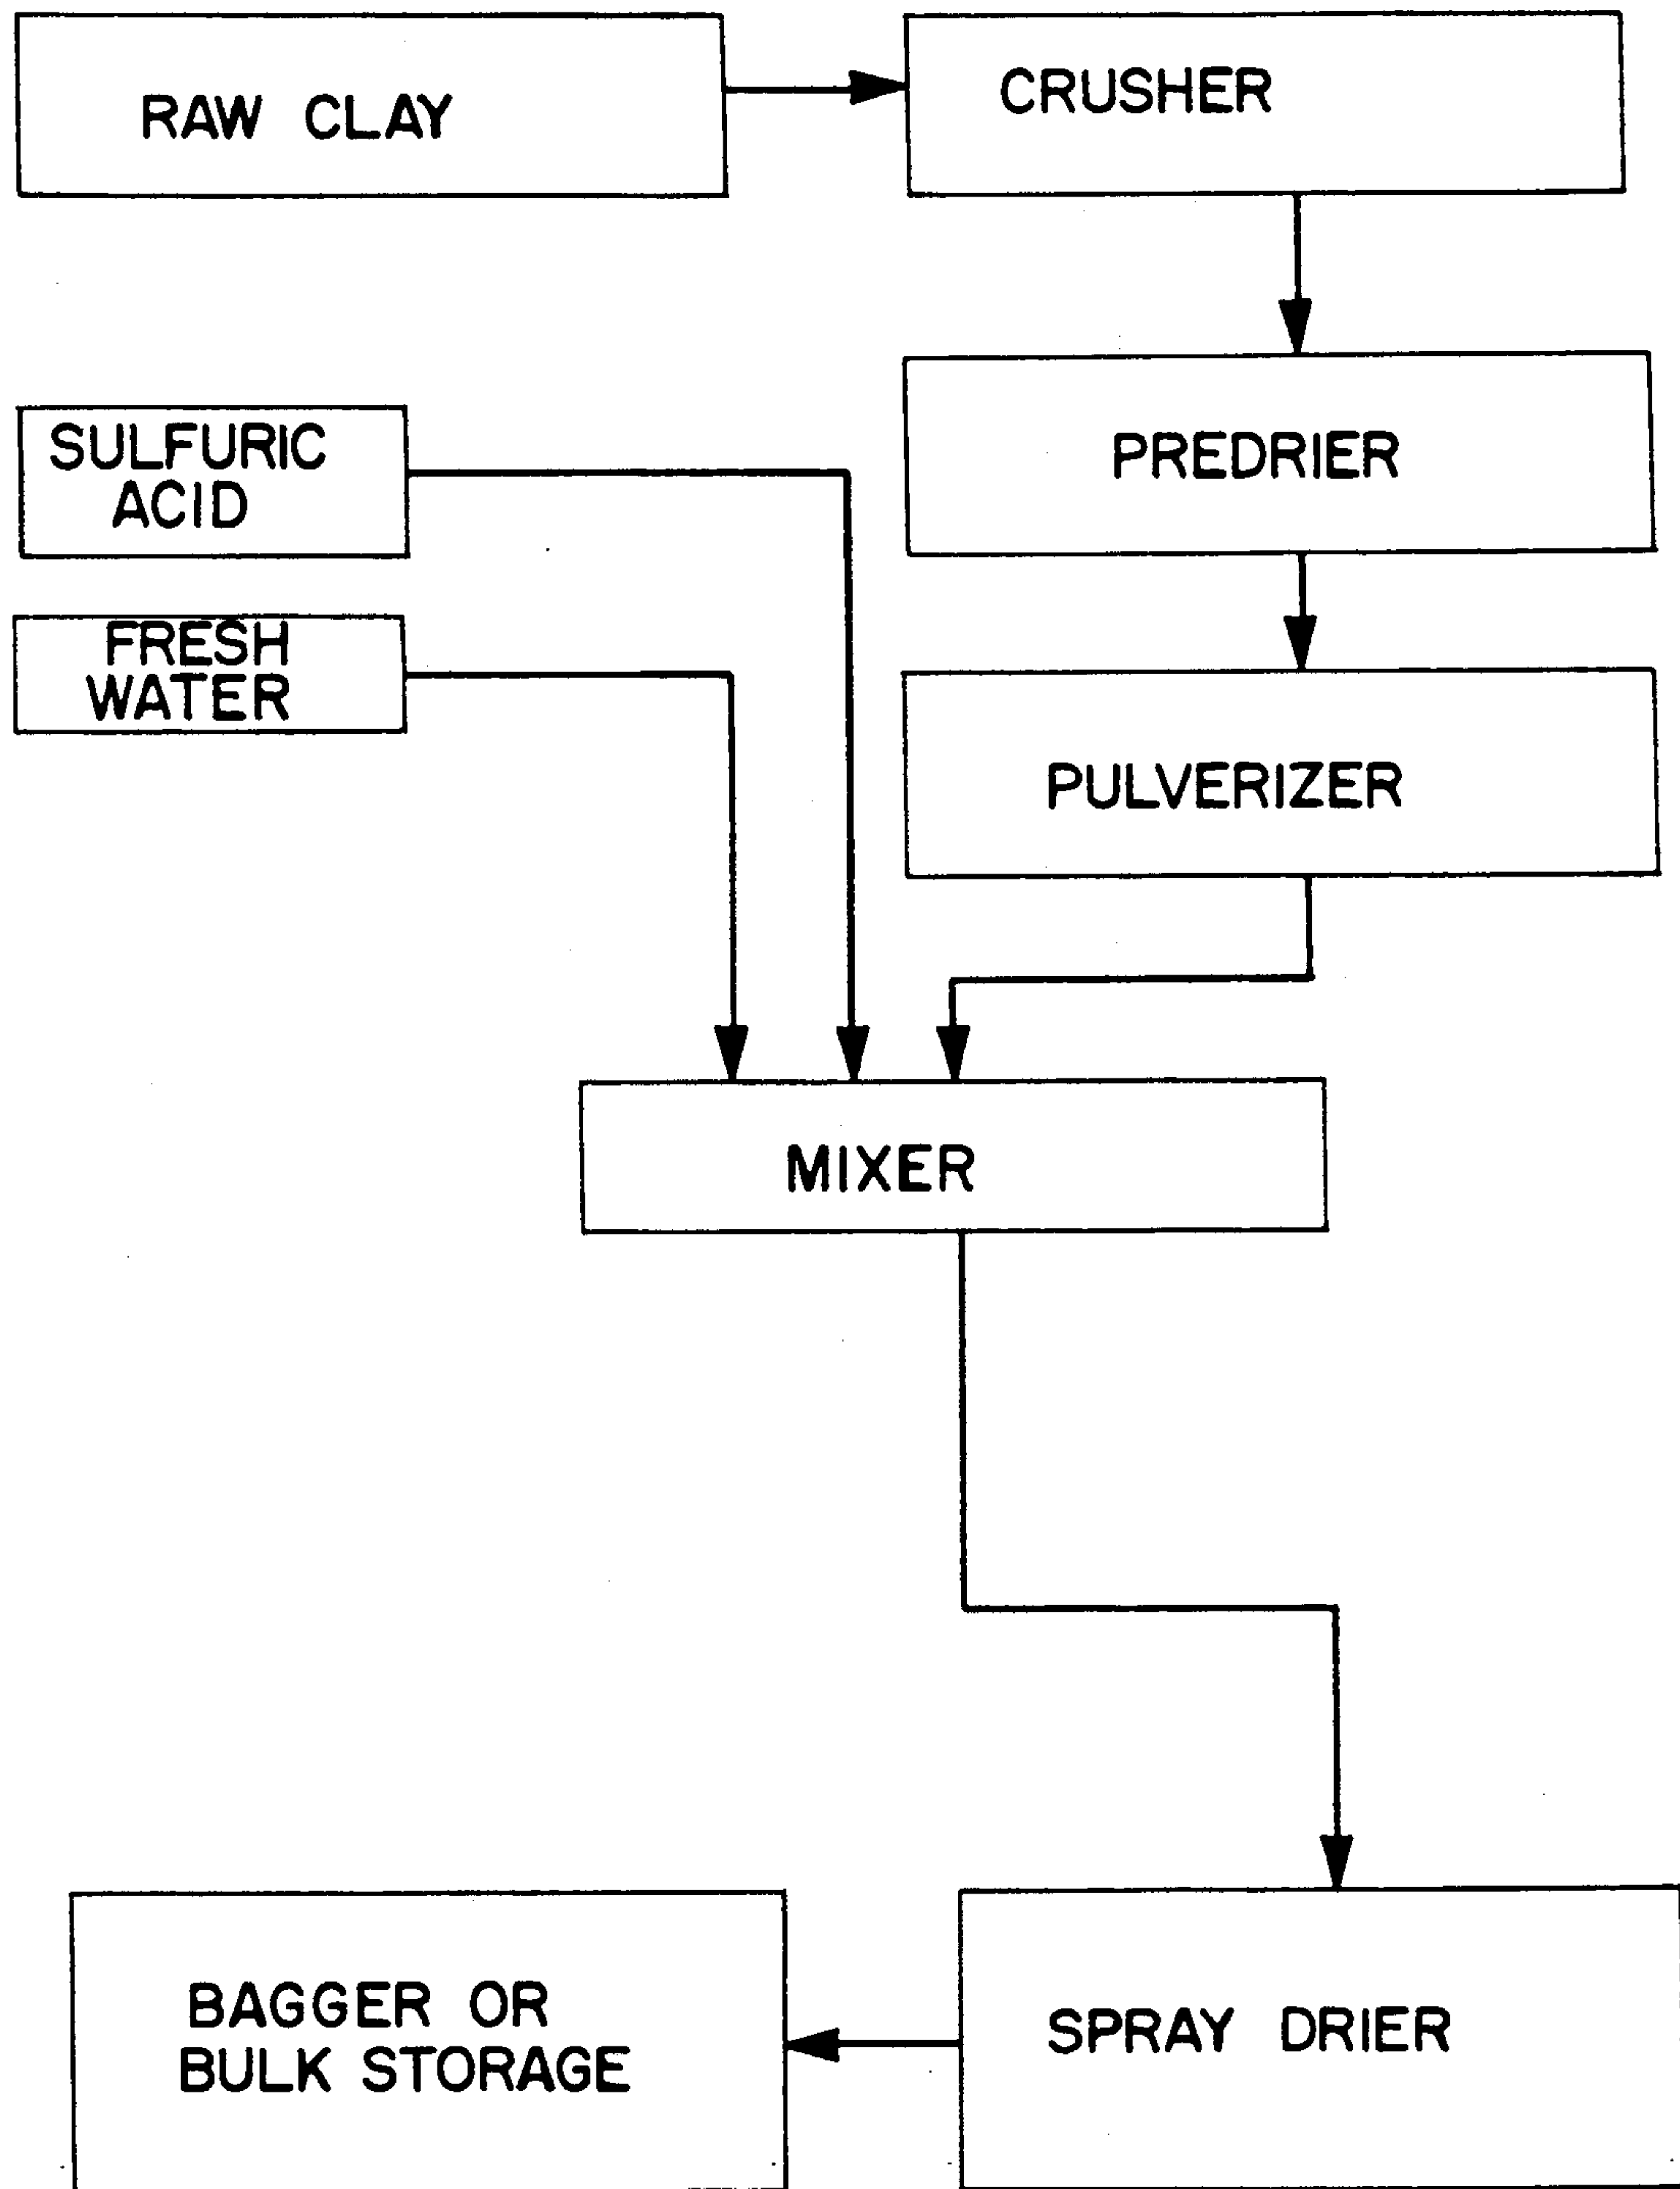 RAW CLAY
CRUSHER
PREDRIER
SULFURIC
ACID
FRESH
WATER
PULVERIZER
MIXER
BAGGER OR
BULK STORAGE
SPRAY DRIER